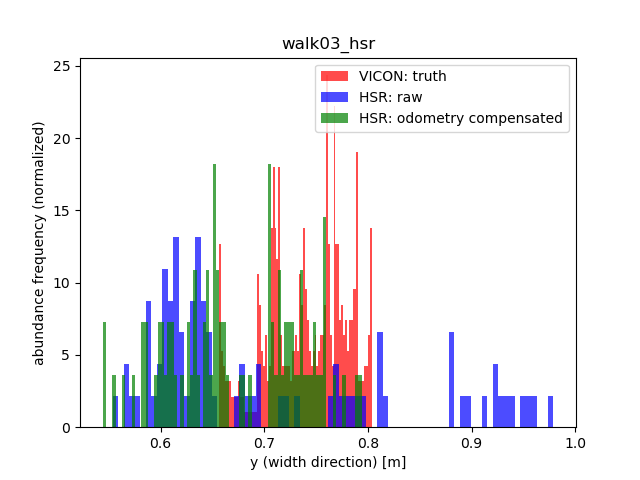 walk03_hsr
VICON: truth
HSR: raw
HSR: odometry compensated
abundance frequency (normalized)
25
20
15
10
5
0
0.6 0.7 0.8 0.9 1.0
y (width direction) [m]